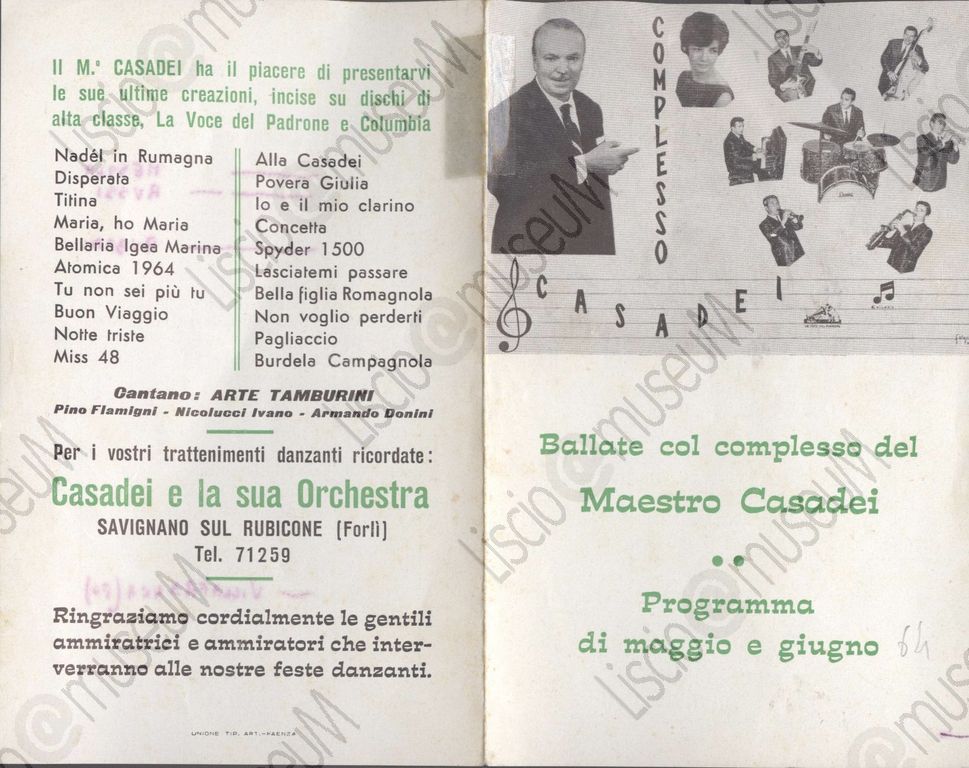 Il M.° CASADEI ha il piacere di presentarvi
le sue ultime creazioni, incise su dischi di
alta classe, La Voce del Padrone e Columbia
Nadêl in Rumagna
Disperata
Titina
Maria, ho Maria
Bellaria Igea Marina
Atomica 1964
Tu non sei più tu
Buon Viaggio
Notte triste
Miss 48
Alla Casadei
Povera Giulia
Io e il mio clarino
Concetta
Spyder 1500
Lasciatemi passare
Bella figlia Romagnola
Non voglio perderti
Pagliaccio
Burdela Campagnola
Cantano: ARTE TAMBURINI
Pino Flamigni - Nicolucci Ivano - Armando Donini
Per i vostri trattenimenti danzanti ricordate:
Casadei e la sua Orchestra
SAVIGNANO SUL RUBICONE (Forlì)
Tel. 71259
Ringraziamo cordialmente le gentili
ammiratrici e ammiratori che inter-
verranno alle nostre feste danzanti.
UNIONE TIP. ART. - FAENZA
COMPLESSO
CASADEI
Ballate col complesso del
Maestro Casadei
Programma
di maggio e giugno 64
Liscio@museuM